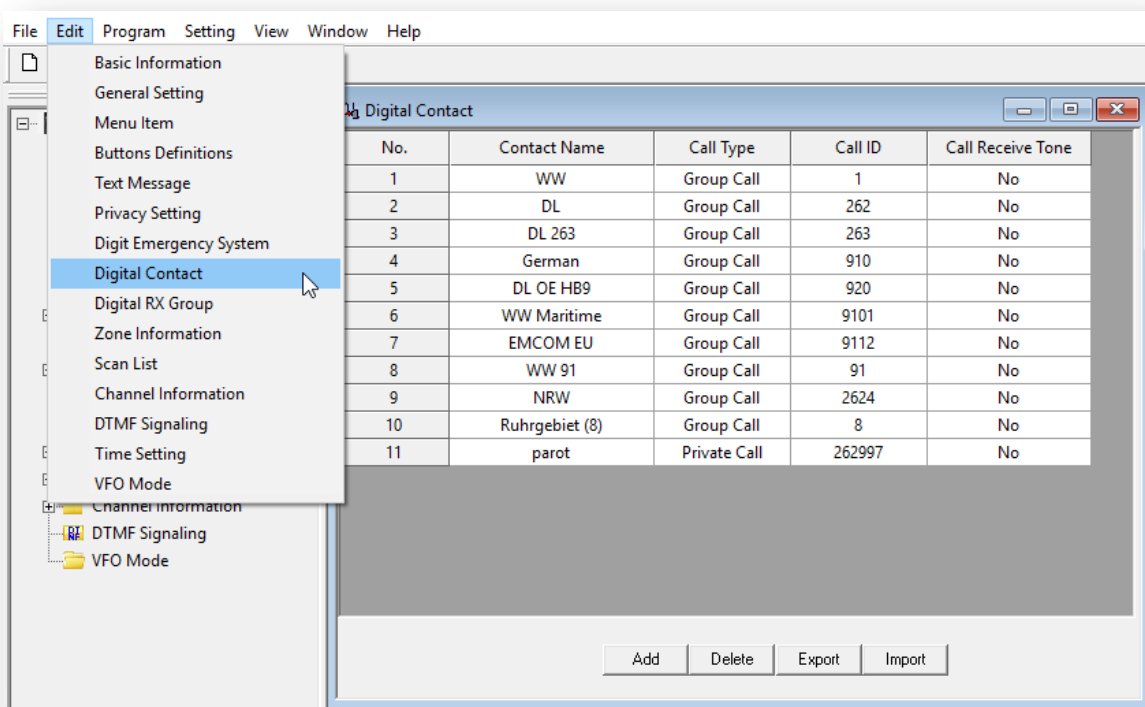 File Edit Program Setting View Window Help
Basic Information
General Setting
Menu Item
Buttons Definitions
Text Message
Privacy Setting
Digit Emergency System
Digital Contact
Digital RX Group
Zone Information
Scan List
Channel Information
DTMF Signaling
Time Setting
VFO Mode
Channel Information
DTMF Signaling
VFO Mode
Digital Contact
No. Contact Name Call Type Call ID Call Receive Tone
1 WW Group Call 1 No
2 DL Group Call 262 No
3 DL 263 Group Call 263 No
4 German Group Call 910 No
5 DL OE HB9 Group Call 920 No
6 WW Maritime Group Call 9101 No
7 EMCOM EU Group Call 9112 No
8 WW 91 Group Call 91 No
9 NRW Group Call 2624 No
10 Ruhrgebiet (8) Group Call 8 No
11 parot Private Call 262997 No
Add Delete Export Import